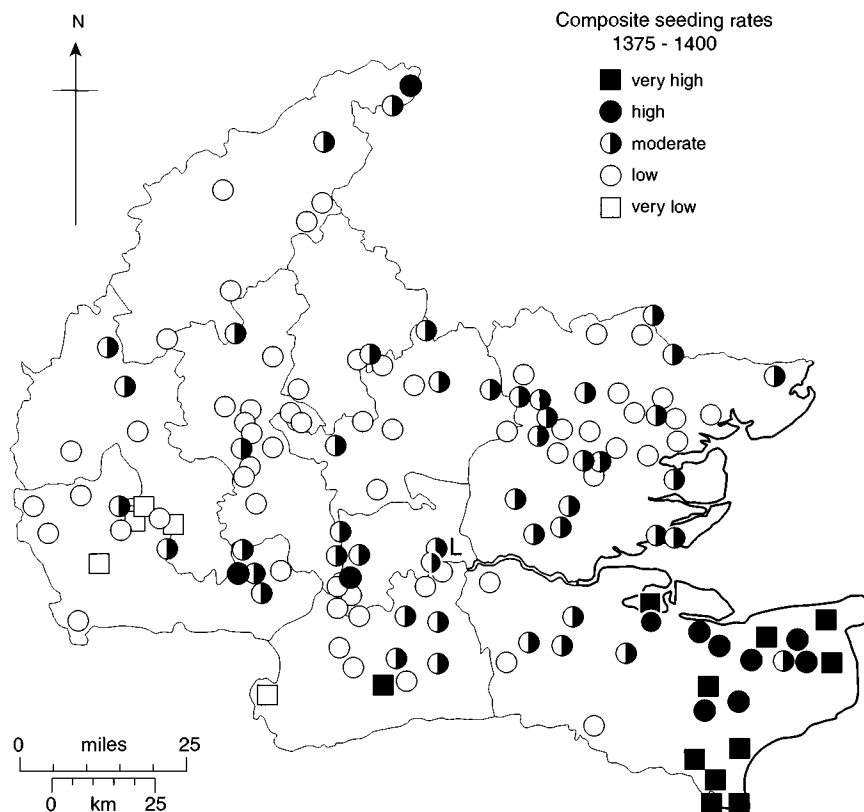 N
Composite seeding rates
1375 - 1400
very high
high
moderate
low
very low
L
0 miles 25
0 km 25